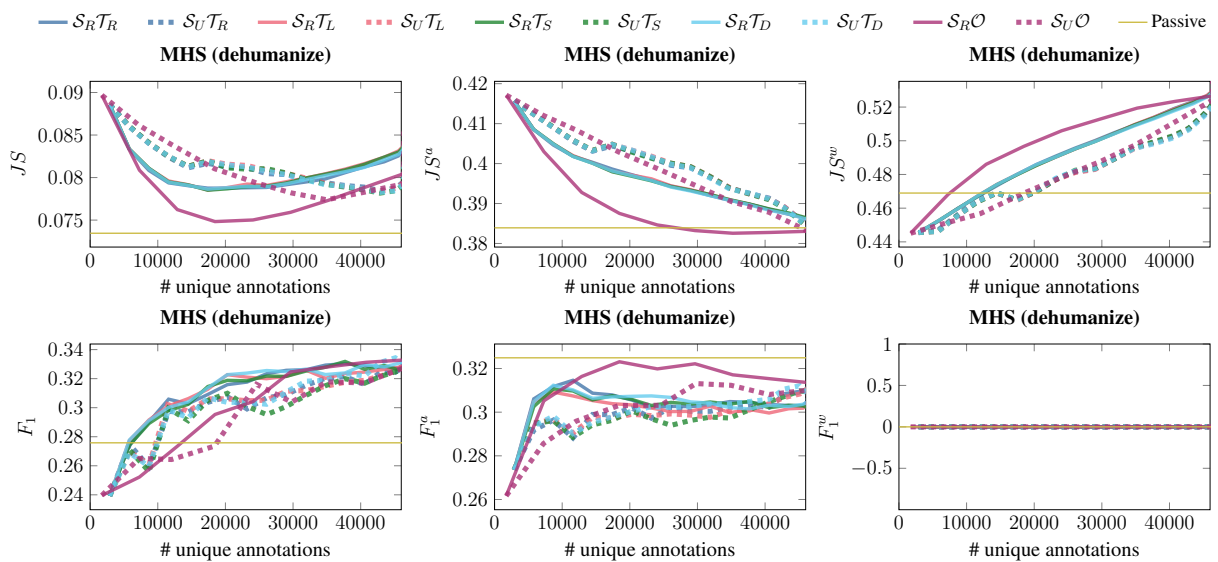 S_R T_R S_U T_R S_R T_L S_U T_L S_R T_S S_U T_S S_R T_D S_U T_D S_R O S_U O Passive
MHS (dehumanize)
0.09
0.085
0.08
0.075
JS
0 10000 20000 30000 40000
# unique annotations
MHS (dehumanize)
0.42
0.41
0.4
0.39
0.38
JS^a
0 10000 20000 30000 40000
# unique annotations
MHS (dehumanize)
0.52
0.5
0.48
0.46
0.44
JS^w
0 10000 20000 30000 40000
# unique annotations
MHS (dehumanize)
0.34
0.32
0.3
0.28
0.26
0.24
F_1
0 10000 20000 30000 40000
# unique annotations
MHS (dehumanize)
0.32
0.3
0.28
0.26
F_1^a
0 10000 20000 30000 40000
# unique annotations
MHS (dehumanize)
1
0.5
0
−0.5
F_1^w
10000 20000 30000 40000
# unique annotations